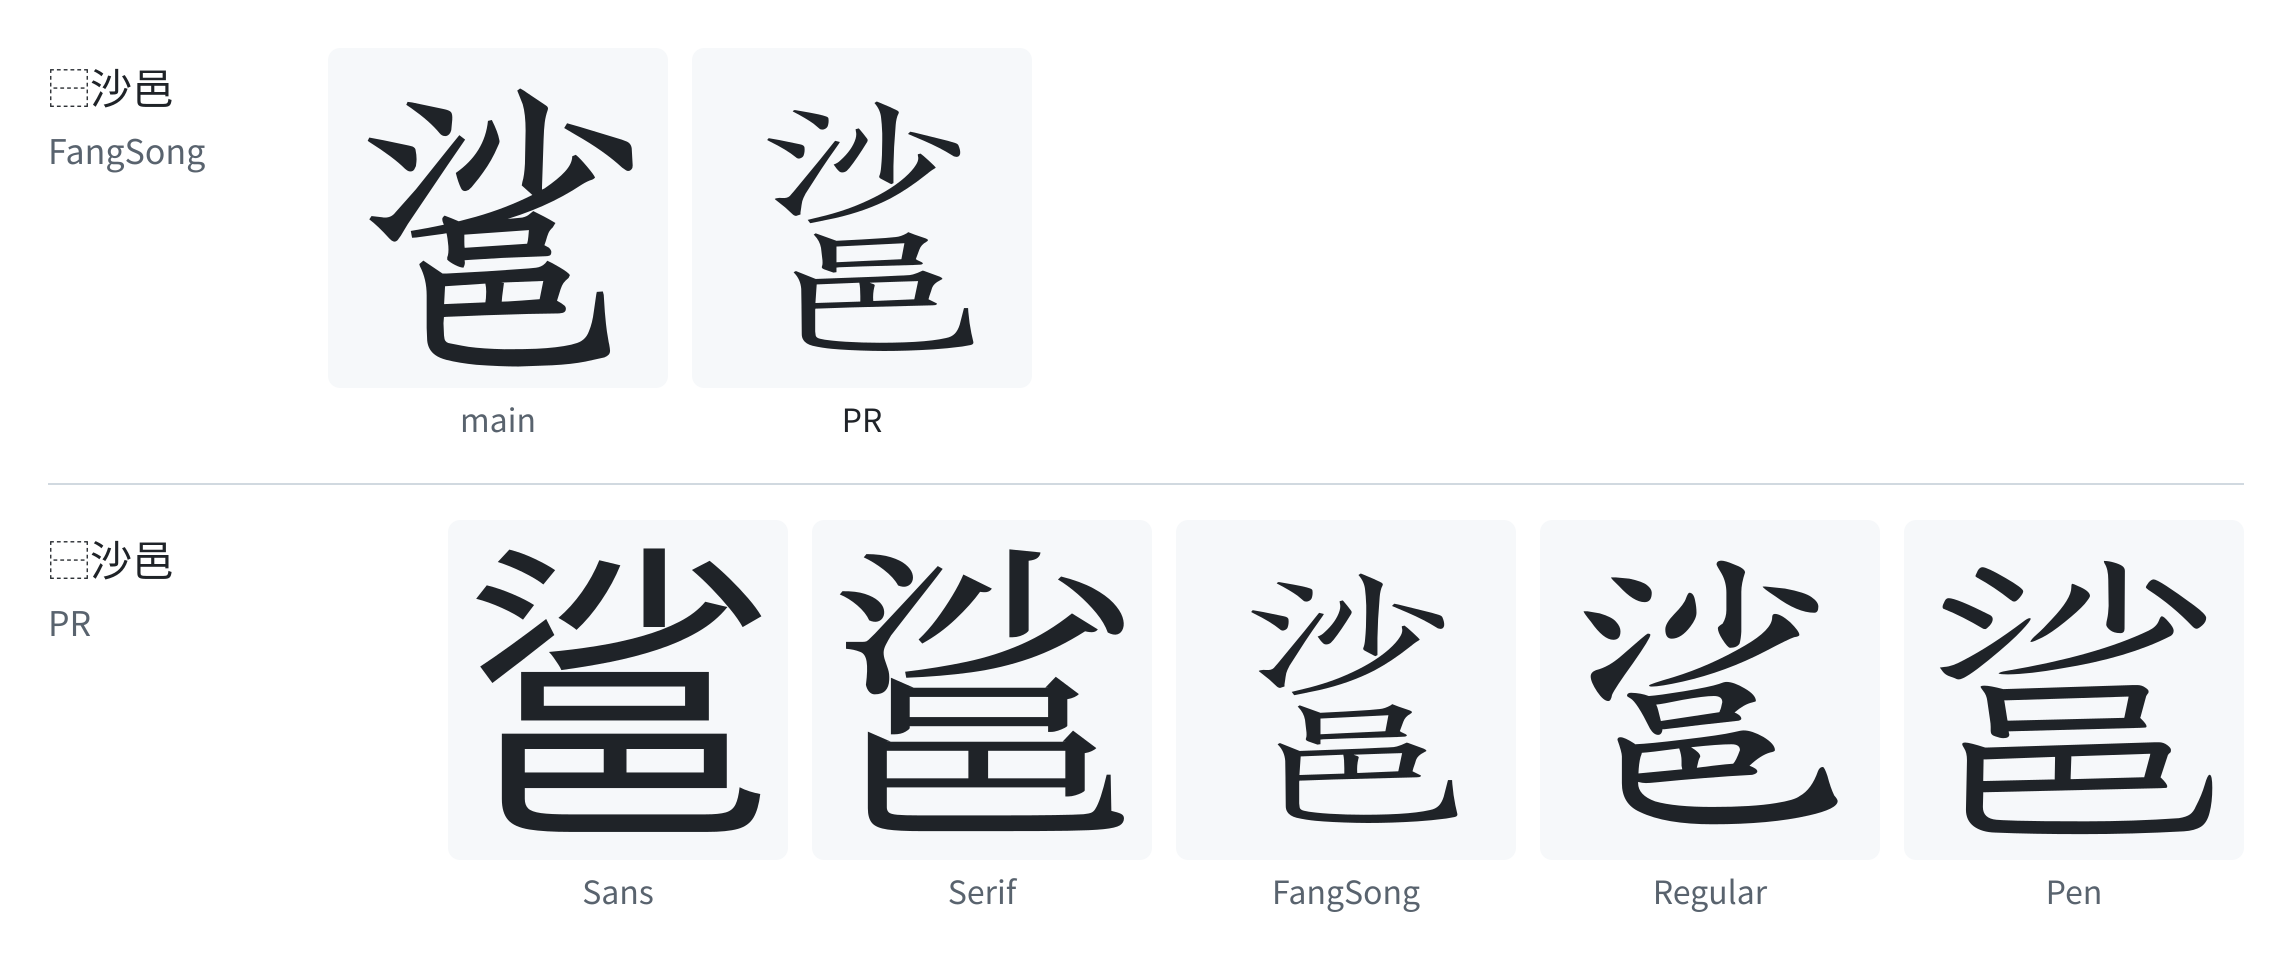 ⿱沙邑
FangSong
main
PR
⿱沙邑
PR
Sans
Serif
FangSong
Regular
Pen